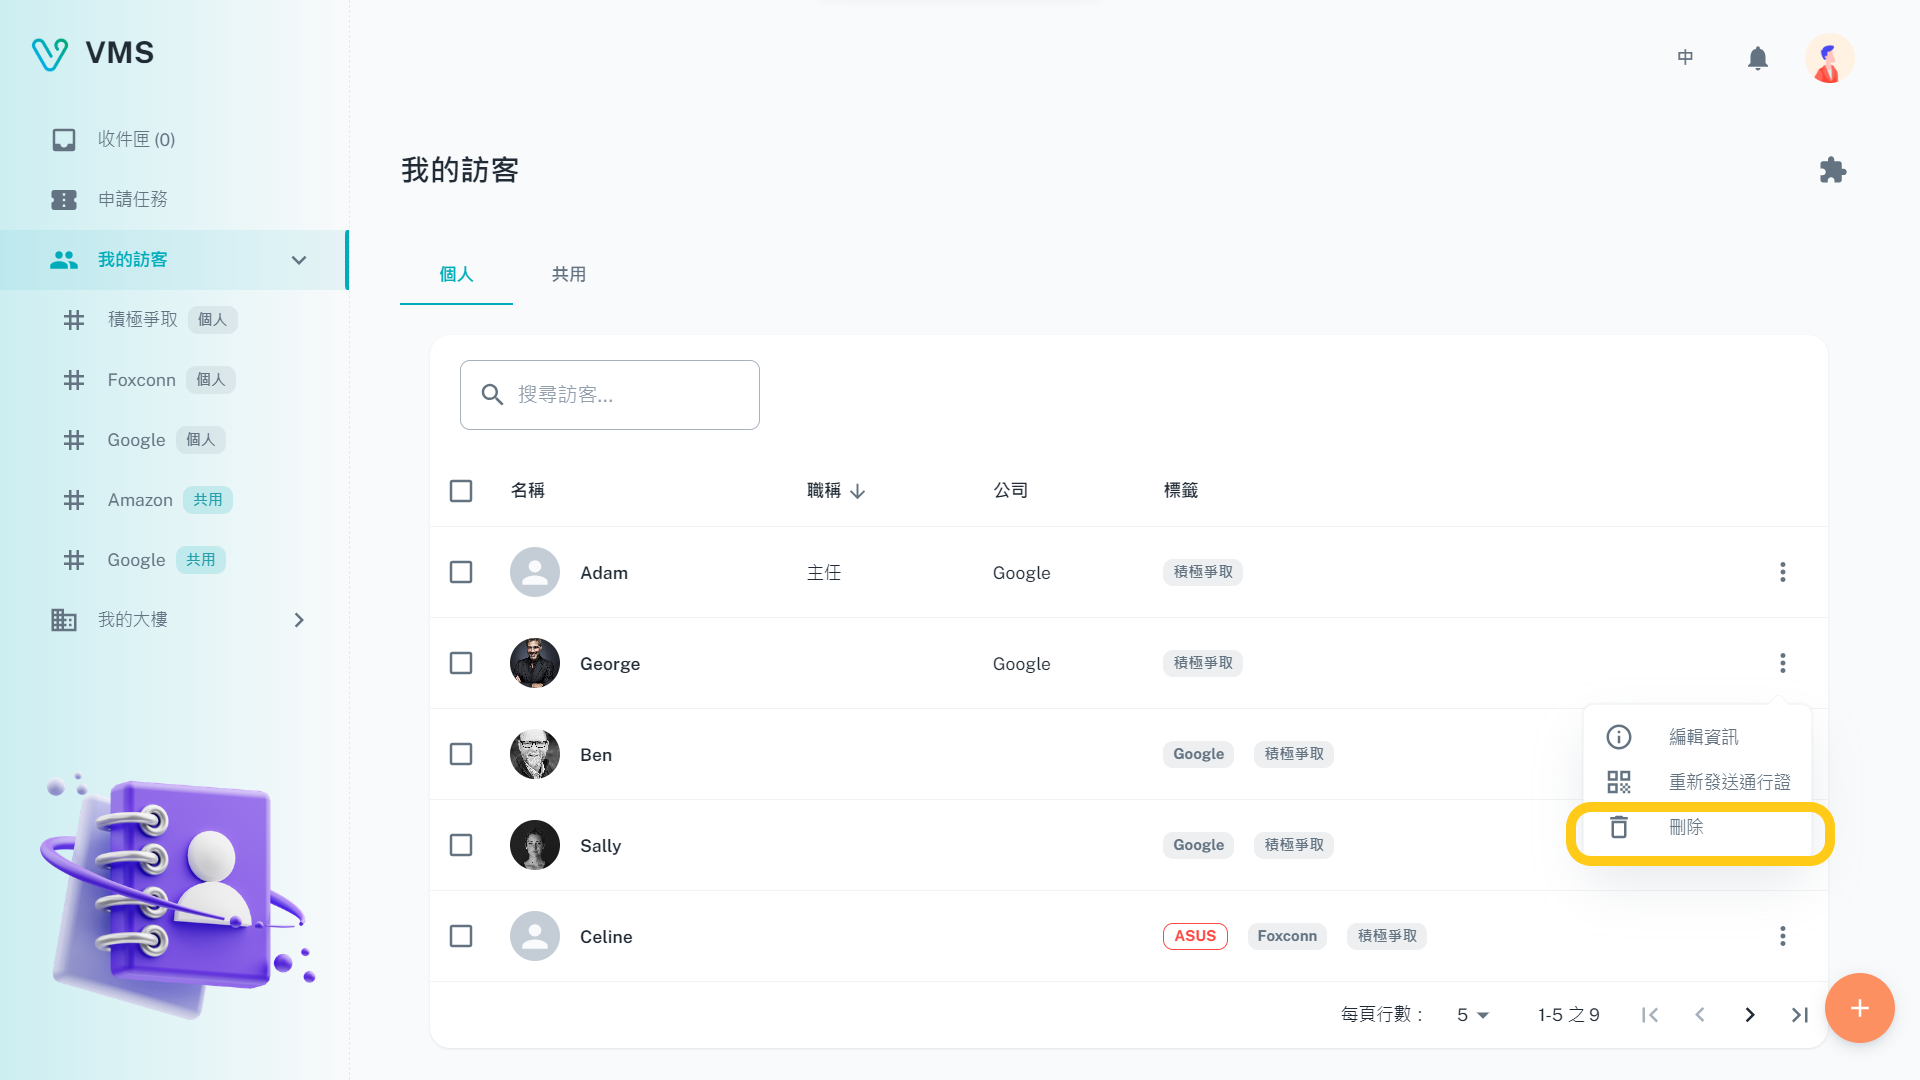 VMS
中
收件匣 (0)
申請任務
我的訪客
積極爭取 個人
Foxconn 個人
Google 個人
Amazon 共用
Google 共用
我的大樓
我的訪客
個人 共用
搜尋訪客...
名稱 職稱 公司 標籤
Adam 主任 Google 積極爭取
George Google 積極爭取
Ben Google 積極爭取
Sally Google 積極爭取
Celine ASUS Foxconn 積極爭取
編輯資訊
重新發送通行證
刪除
每頁行數： 5 1-5 之 9